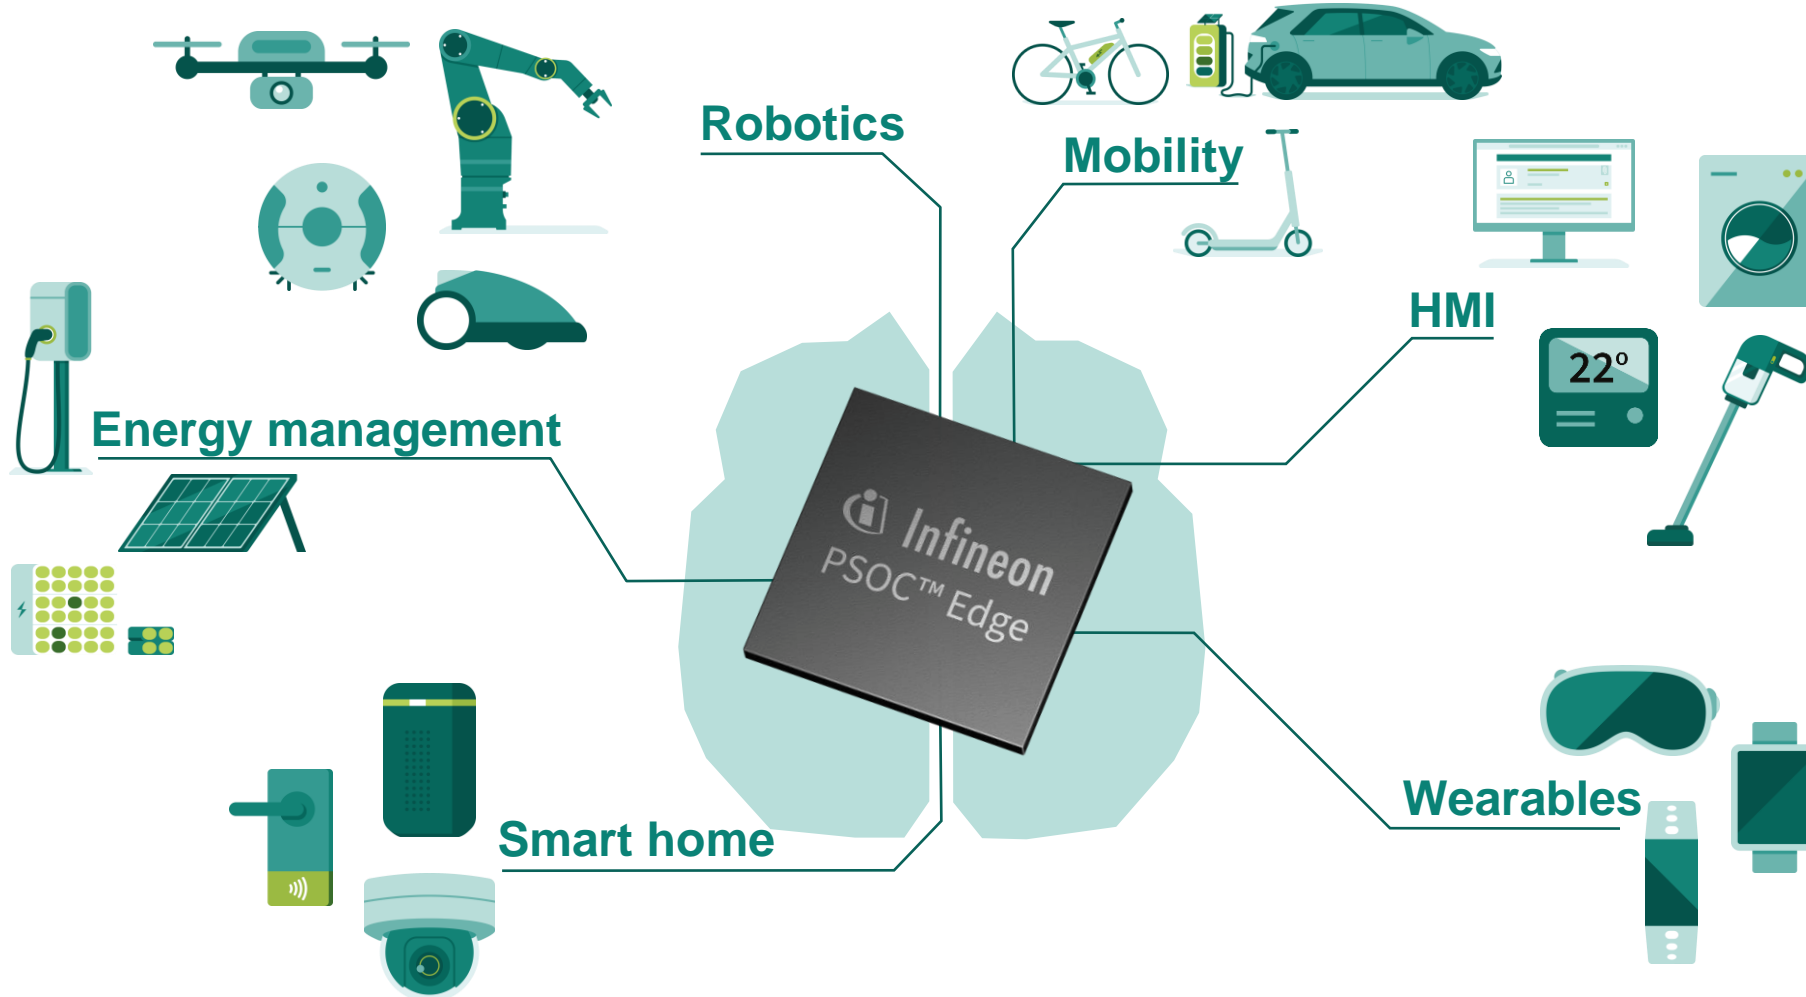 Robotics
Mobility
HMI
22°
Energy management
Infineon
PSOC™ Edge
Wearables
Smart home